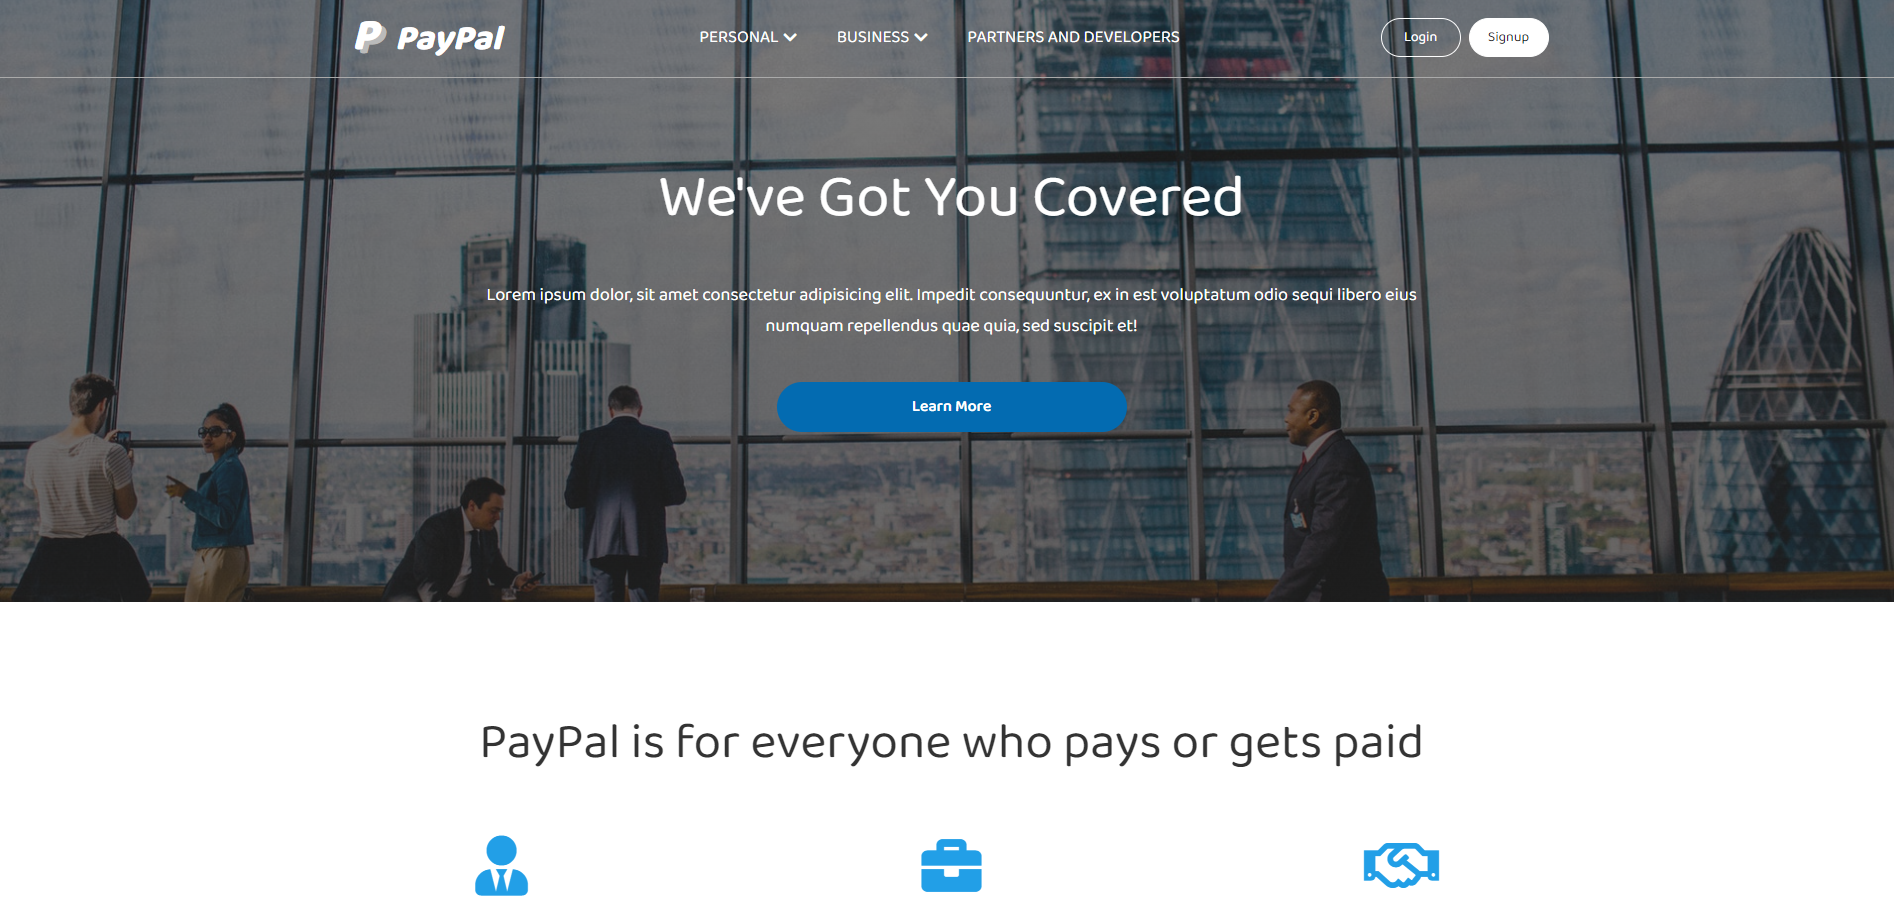 PayPal
PERSONAL
BUSINESS
PARTNERS AND DEVELOPERS
Login
Signup
We've Got You Covered
Lorem ipsum dolor, sit amet consectetur adipisicing elit. Impedit consequuntur, ex in est voluptatum odio sequi libero eius
numquam repellendus quae quia, sed suscipit et!
Learn More
PayPal is for everyone who pays or gets paid